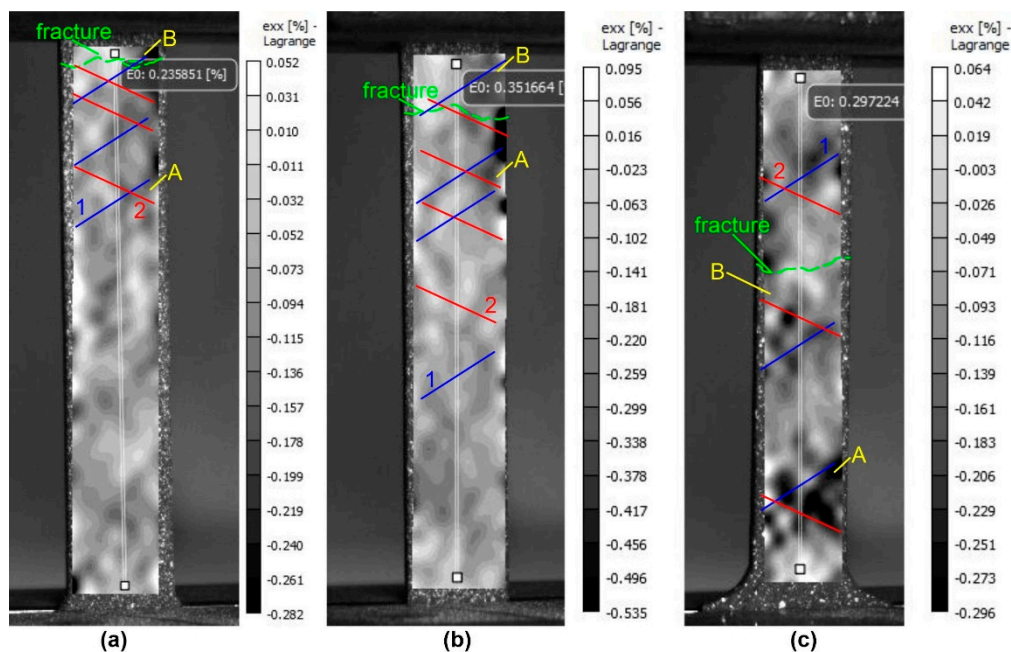 exx [%] -
Lagrange
fracture
B
E0: 0.235851 [%]
A
1
2
0.052
0.031
0.010
-0.011
-0.032
-0.052
-0.073
-0.094
-0.115
-0.136
-0.157
-0.178
-0.199
-0.219
-0.240
-0.261
-0.282
(a)
exx [%] -
Lagrange
B
fracture
E0: 0.351664 [
A
2
1
0.095
0.056
0.016
-0.023
-0.063
-0.102
-0.141
-0.181
-0.220
-0.259
-0.299
-0.338
-0.378
-0.417
-0.456
-0.496
-0.535
(b)
exx [%] -
Lagrange
E0: 0.297224
1
2
fracture
B
A
0.064
0.042
0.019
-0.003
-0.026
-0.049
-0.071
-0.093
-0.116
-0.139
-0.161
-0.183
-0.206
-0.229
-0.251
-0.273
-0.296
(c)